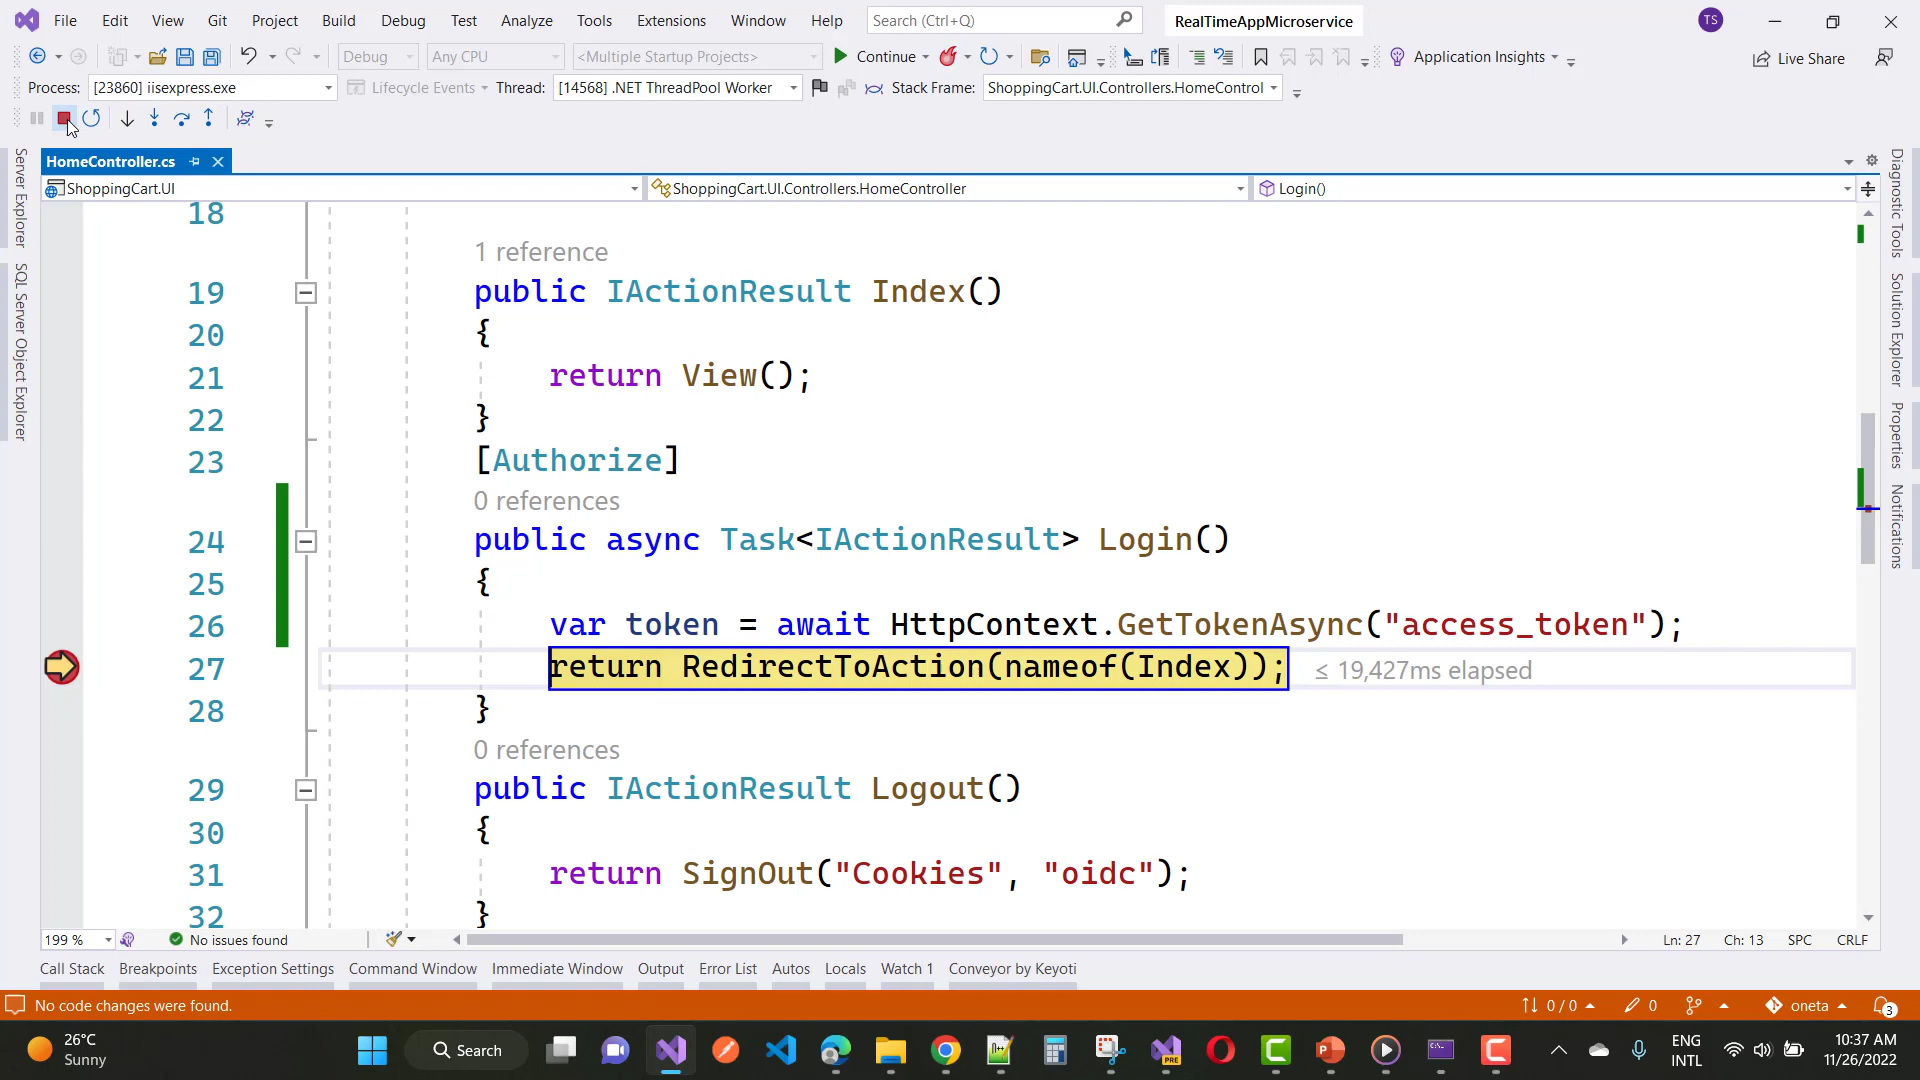 File Edit View Git Project Build Debug Test Analyze Tools Extensions Window Help Search (Ctrl+Q) RealTimeAppMicroservice TS
Debug Any CPU <Multiple Startup Projects> Continue Application Insights Live Share
Process: [23860] iisexpress.exe Lifecycle Events Thread: [14568] .NET ThreadPool Worker Stack Frame: ShoppingCart.UI.Controllers.HomeControl
HomeController.cs
ShoppingCart.UI ShoppingCart.UI.Controllers.HomeController Login()
Server Explorer
SQL Server Object Explorer
Diagnostic Tools
Solution Explorer
Properties
Notifications
18
1 reference
19 public IActionResult Index()
20 {
21 return View();
22 }
23 [Authorize]
0 references
24 public async Task<IActionResult> Login()
25 {
26 var token = await HttpContext.GetTokenAsync("access_token");
27 return RedirectToAction(nameof(Index)); ≤ 19,427ms elapsed
28 }
0 references
29 public IActionResult Logout()
30 {
31 return SignOut("Cookies", "oidc");
32 }
199 % No issues found Ln: 27 Ch: 13 SPC CRLF
Call Stack Breakpoints Exception Settings Command Window Immediate Window Output Error List Autos Locals Watch 1 Conveyor by Keyoti
No code changes were found. 0 / 0 0 oneta 3
26°C
Sunny
Search
PRE
ENG
INTL
10:37 AM
11/26/2022